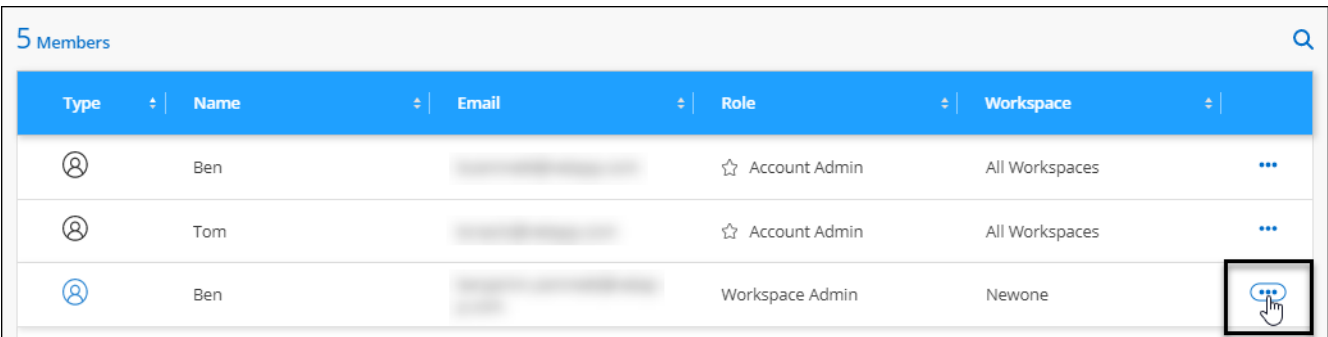 5 Members
Type Name Email Role Workspace
Ben Account Admin All Workspaces
Tom Account Admin All Workspaces
Ben Workspace Admin Newone